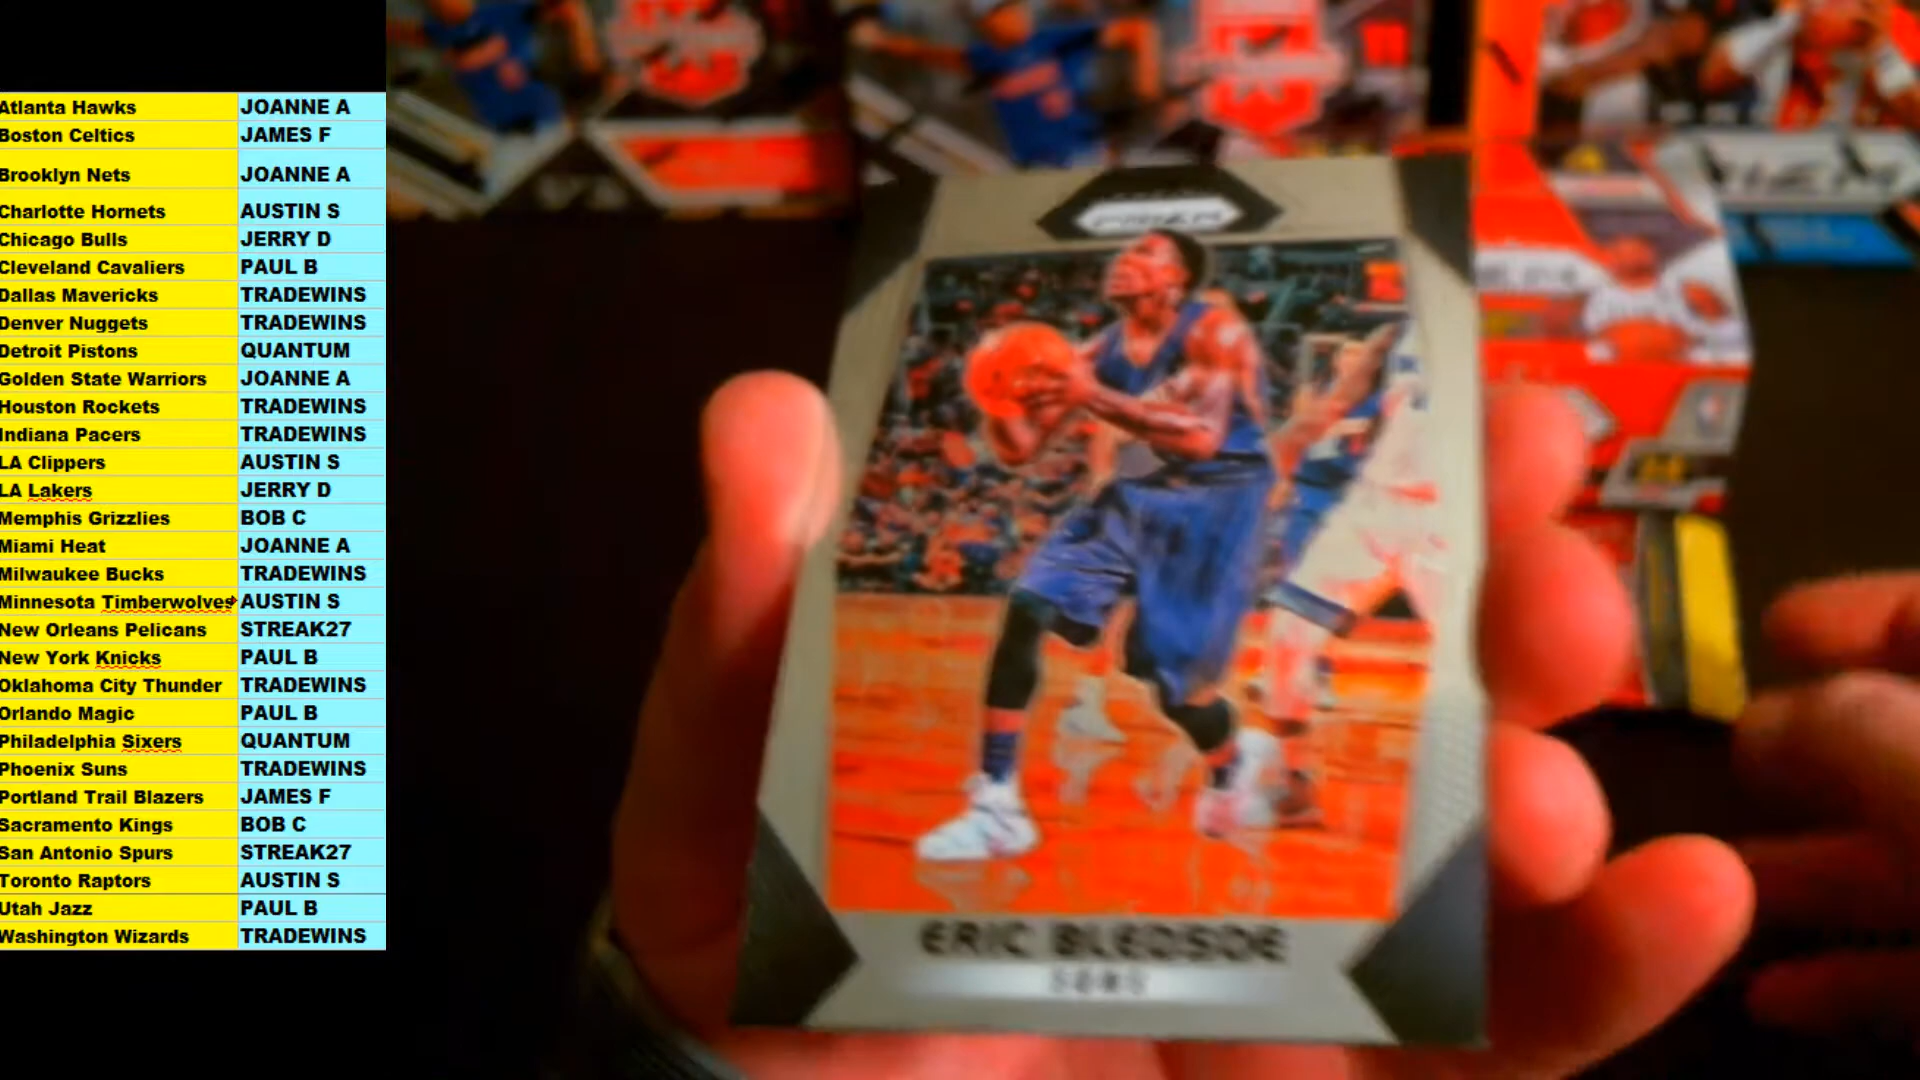 Atlanta Hawks JOANNE A
Boston Celtics JAMES F
Brooklyn Nets JOANNE A
Charlotte Hornets AUSTIN S
Chicago Bulls JERRY D
Cleveland Cavaliers PAUL B
Dallas Mavericks TRADEWINS
Denver Nuggets TRADEWINS
Detroit Pistons QUANTUM
Golden State Warriors JOANNE A
Houston Rockets TRADEWINS
Indiana Pacers TRADEWINS
LA Clippers AUSTIN S
LA Lakers JERRY D
Memphis Grizzlies BOB C
Miami Heat JOANNE A
Milwaukee Bucks TRADEWINS
Minnesota Timberwolves AUSTIN S
New Orleans Pelicans STREAK27
New York Knicks PAUL B
Oklahoma City Thunder TRADEWINS
Orlando Magic PAUL B
Philadelphia Sixers QUANTUM
Phoenix Suns TRADEWINS
Portland Trail Blazers JAMES F
Sacramento Kings BOB C
San Antonio Spurs STREAK27
Toronto Raptors AUSTIN S
Utah Jazz PAUL B
Washington Wizards TRADEWINS
PRIZM
ERIC BLEDSOE
SUNS